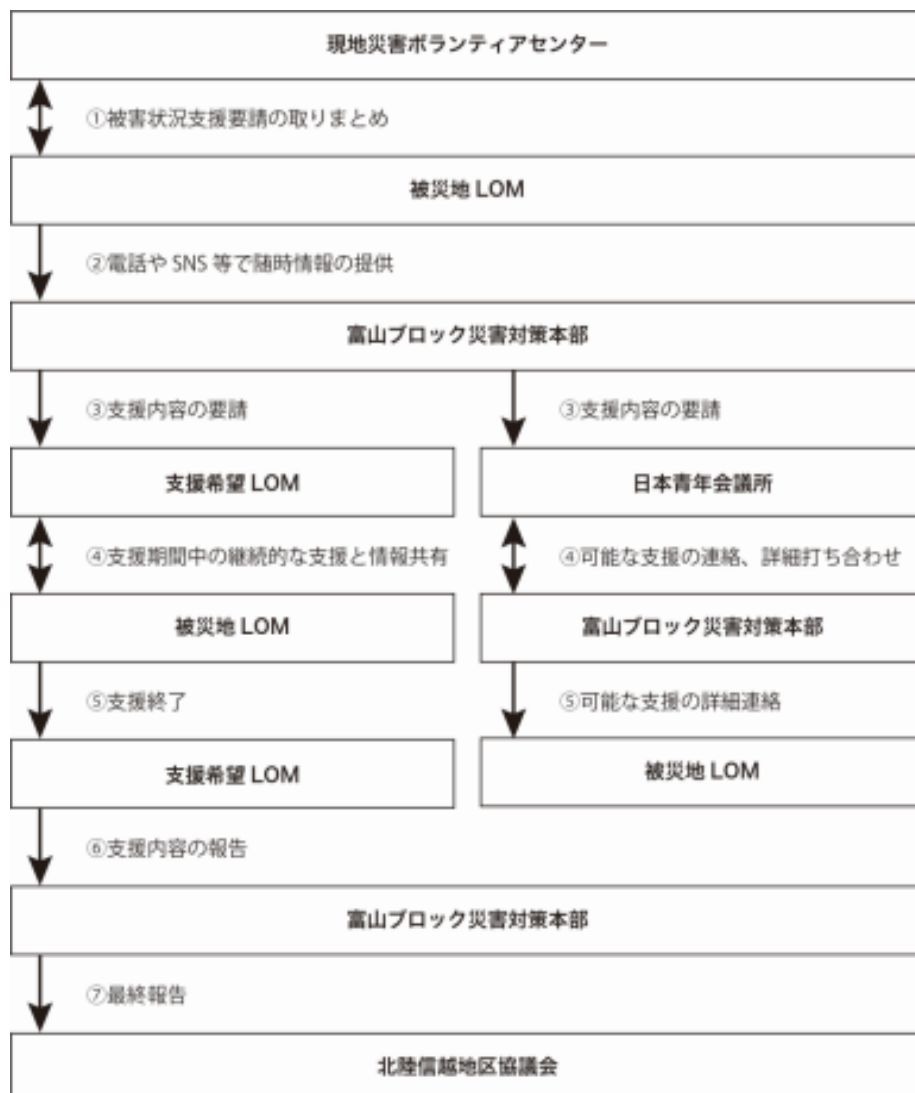 現地災害ボランティアセンター
①被害状況支援要請の取りまとめ
被災地 LOM
②電話や SNS 等で随時情報の提供
富山ブロック災害対策本部
③支援内容の要請
③支援内容の要請
支援希望 LOM
日本青年会議所
④支援期間中の継続的な支援と情報共有
④可能な支援の連絡、詳細打ち合わせ
被災地 LOM
富山ブロック災害対策本部
⑤支援終了
⑤可能な支援の詳細連絡
支援希望 LOM
被災地 LOM
⑥支援内容の報告
富山ブロック災害対策本部
⑦最終報告
北陸信越地区協議会